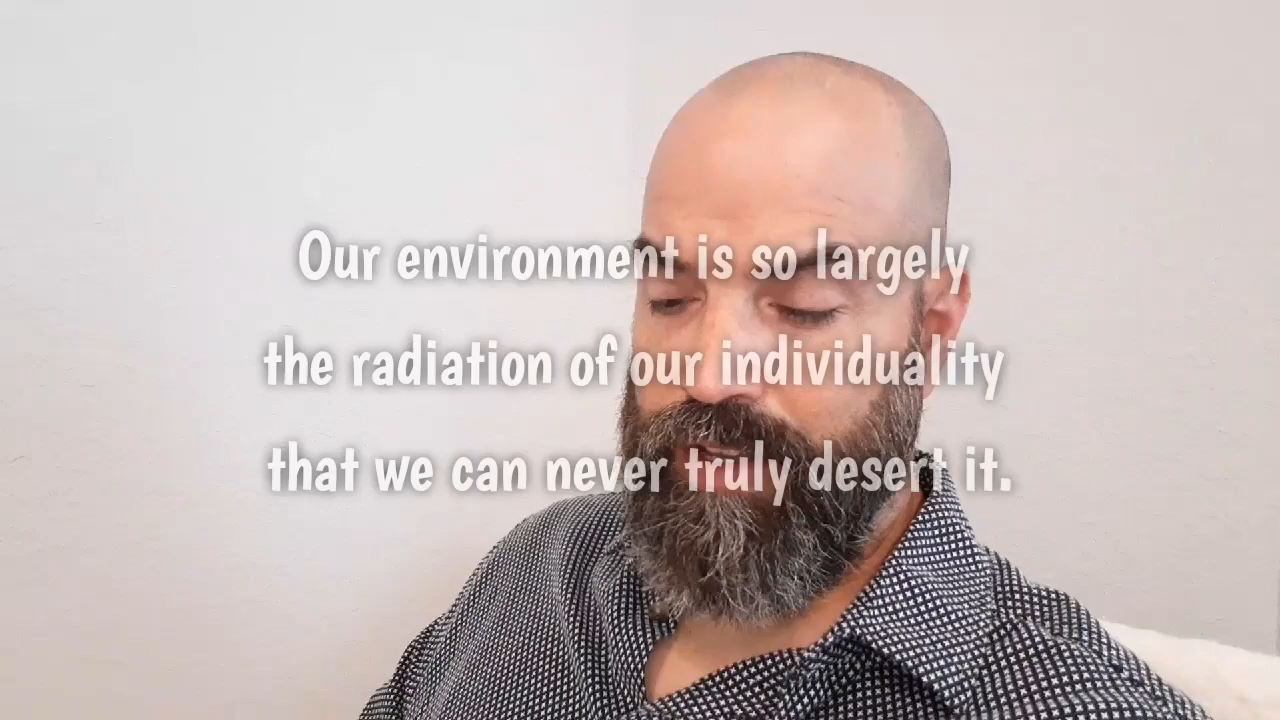 Our environment is so largely
the radiation of our individuality
that we can never truly desert it.